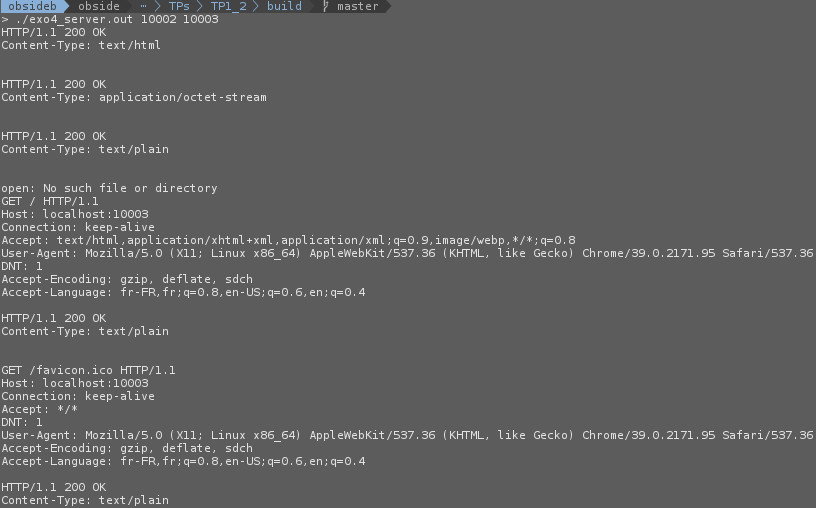 obsideb obside ⋯ TPs TP1_2 build master
> ./exo4_server.out 10002 10003
HTTP/1.1 200 OK
Content-Type: text/html
HTTP/1.1 200 OK
Content-Type: application/octet-stream
HTTP/1.1 200 OK
Content-Type: text/plain
open: No such file or directory
GET / HTTP/1.1
Host: localhost:10003
Connection: keep-alive
Accept: text/html,application/xhtml+xml,application/xml;q=0.9,image/webp,*/*;q=0.8
User-Agent: Mozilla/5.0 (X11; Linux x86_64) AppleWebKit/537.36 (KHTML, like Gecko) Chrome/39.0.2171.95 Safari/537.36
DNT: 1
Accept-Encoding: gzip, deflate, sdch
Accept-Language: fr-FR,fr;q=0.8,en-US;q=0.6,en;q=0.4
HTTP/1.1 200 OK
Content-Type: text/plain
GET /favicon.ico HTTP/1.1
Host: localhost:10003
Connection: keep-alive
Accept: */*
DNT: 1
User-Agent: Mozilla/5.0 (X11; Linux x86_64) AppleWebKit/537.36 (KHTML, like Gecko) Chrome/39.0.2171.95 Safari/537.36
Accept-Encoding: gzip, deflate, sdch
Accept-Language: fr-FR,fr;q=0.8,en-US;q=0.6,en;q=0.4
HTTP/1.1 200 OK
Content-Type: text/plain